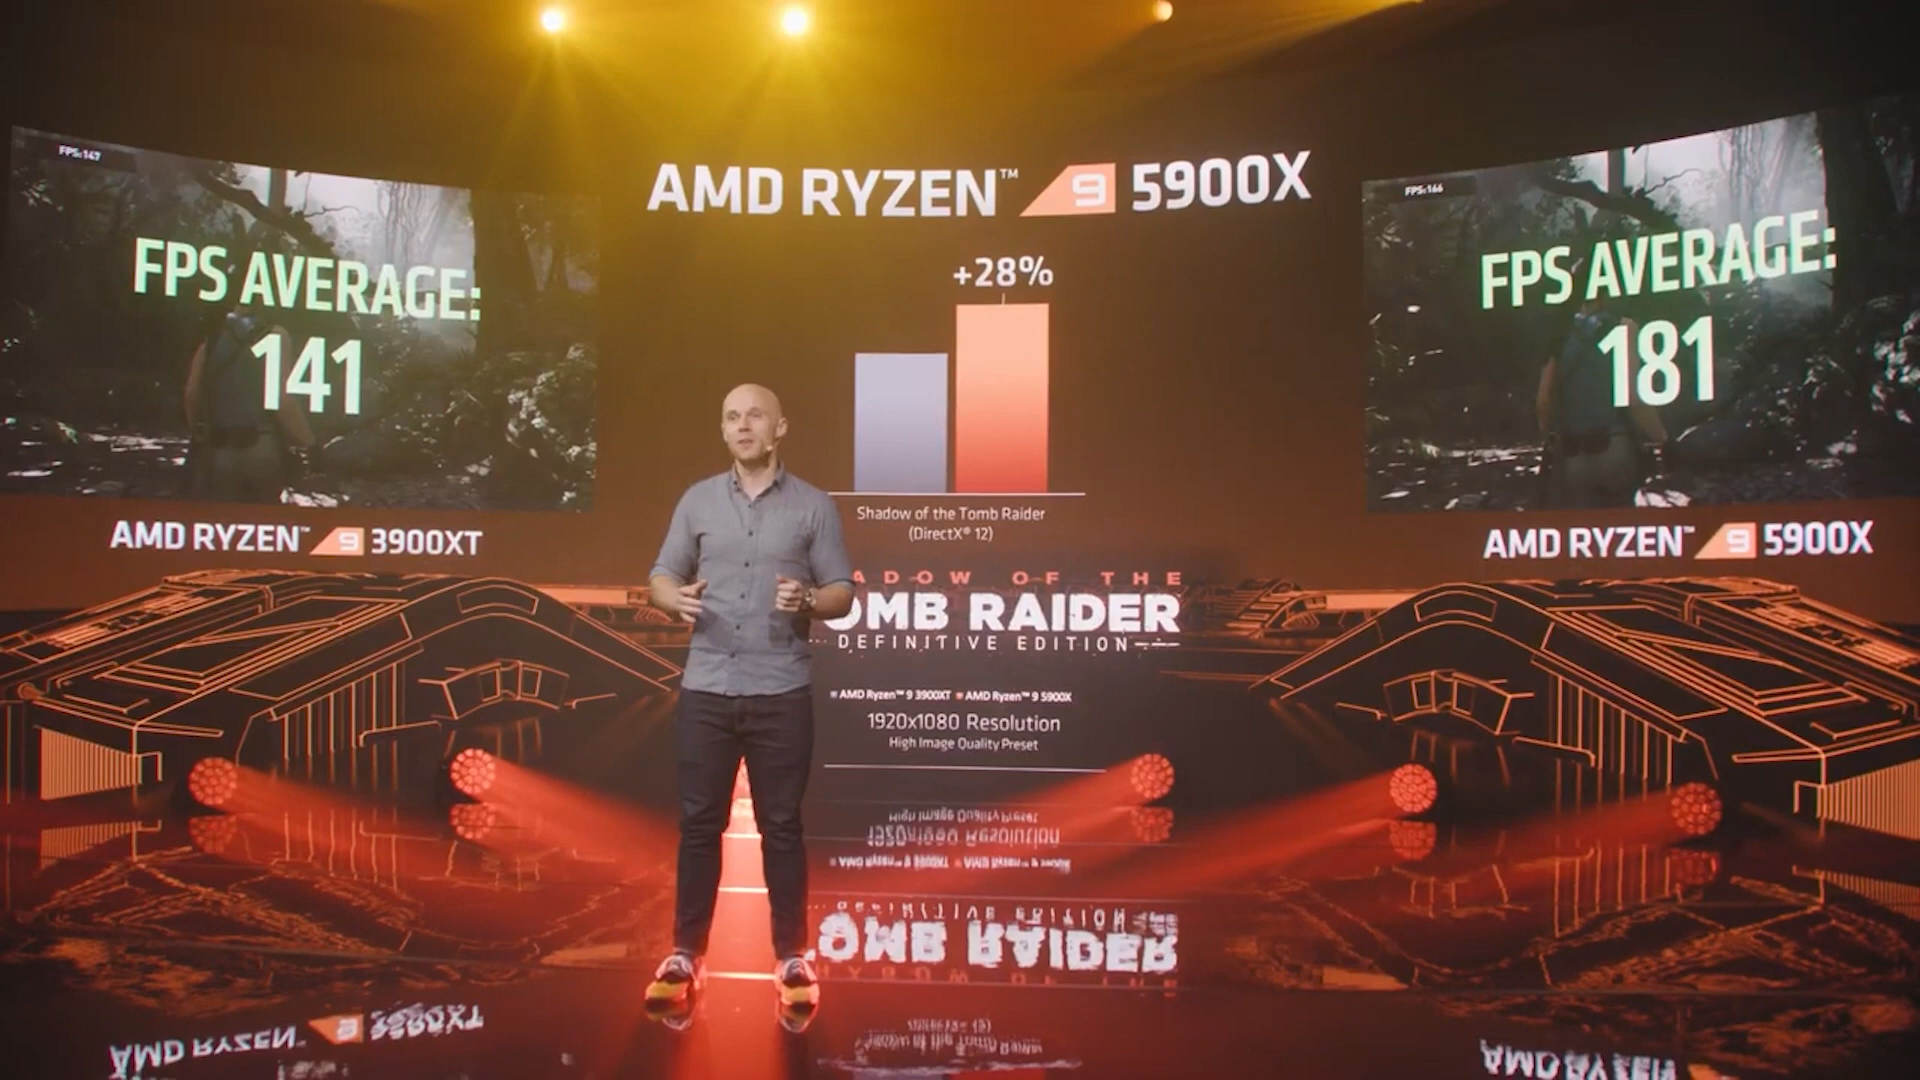 FPS:147
FPS AVERAGE:
141
AMD RYZEN™ 9 3900XT
AMD RYZEN™ 9 5900X
+28%
Shadow of the Tomb Raider
(DirectX® 12)
ADOW OF THE
OMB RAIDER
DEFINITIVE EDITION
AMD Ryzen™ 9 3900XT AMD Ryzen™ 9 5900X
1920x1080 Resolution
High Image Quality Preset
FPS:166
FPS AVERAGE:
181
AMD RYZEN™ 9 5900X